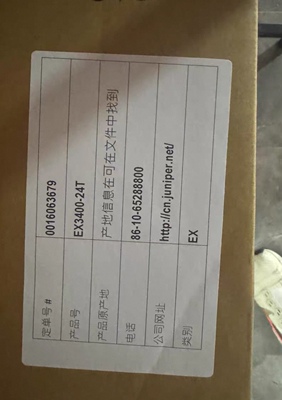 定单号# 0016063679
产品号 EX3400-24T
产品原产地 产地信息在可在文件中找到
电话 86-10-65288800
公司网址 http://cn.juniper.net/
类别 EX